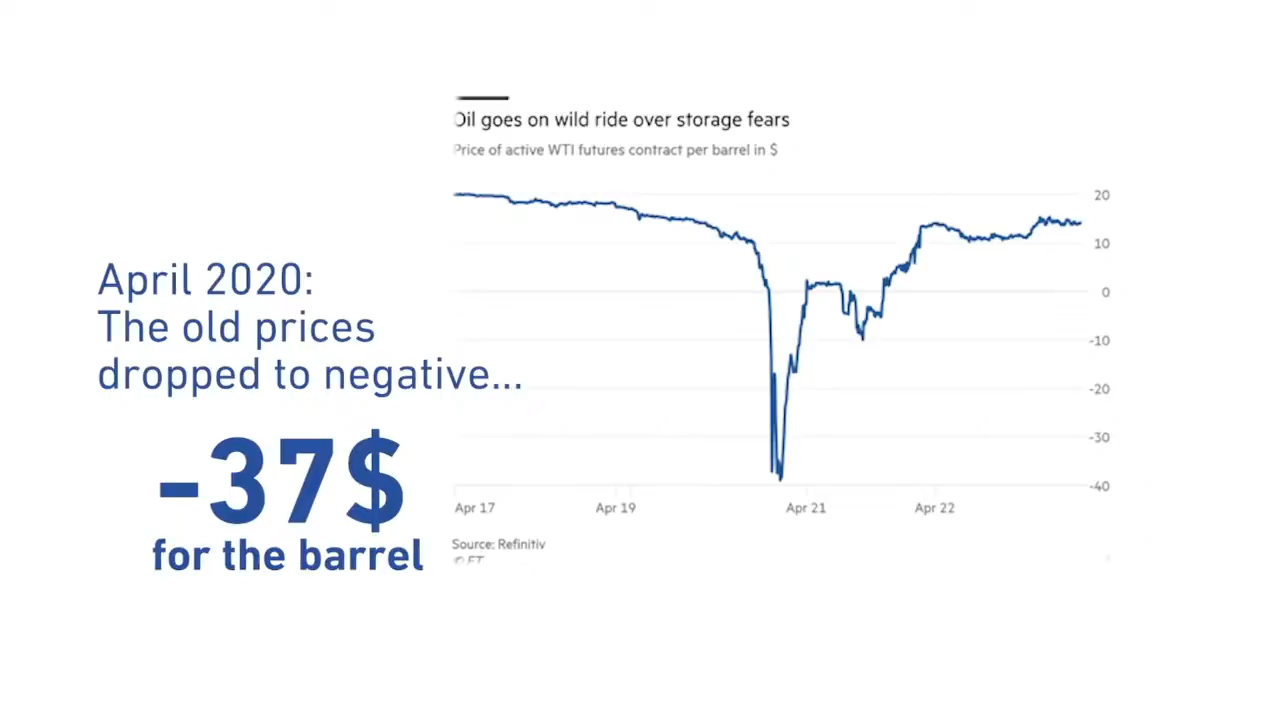 April 2020:
The old prices
dropped to negative...
-37$
for the barrel
Oil goes on wild ride over storage fears
Price of active WTI futures contract per barrel in $
20
10
0
-10
-20
-30
-40
Apr 17
Apr 19
Apr 21
Apr 22
Source: Refinitiv
© FT